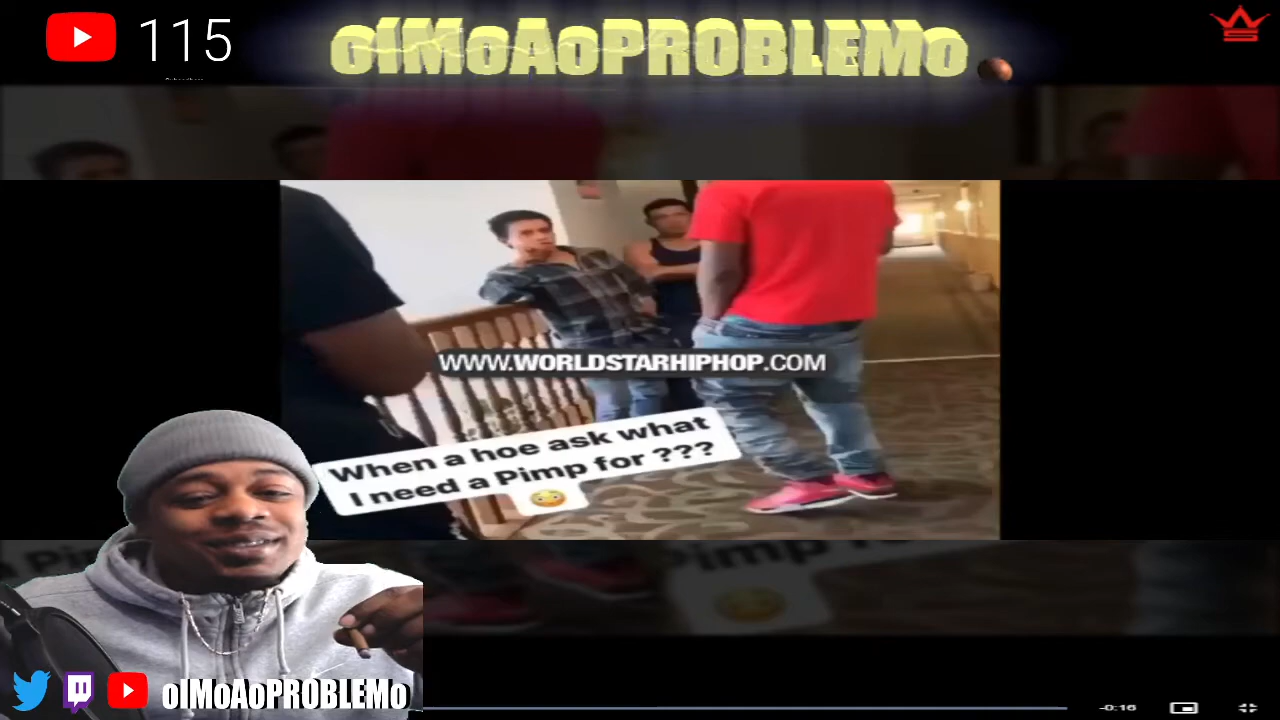 115
oIMoAoPROBLEMo
WWW.WORLDSTARHIPHOP.COM
When a hoe ask what
I need a Pimp for ???
oIMoAoPROBLEMo
-0:16